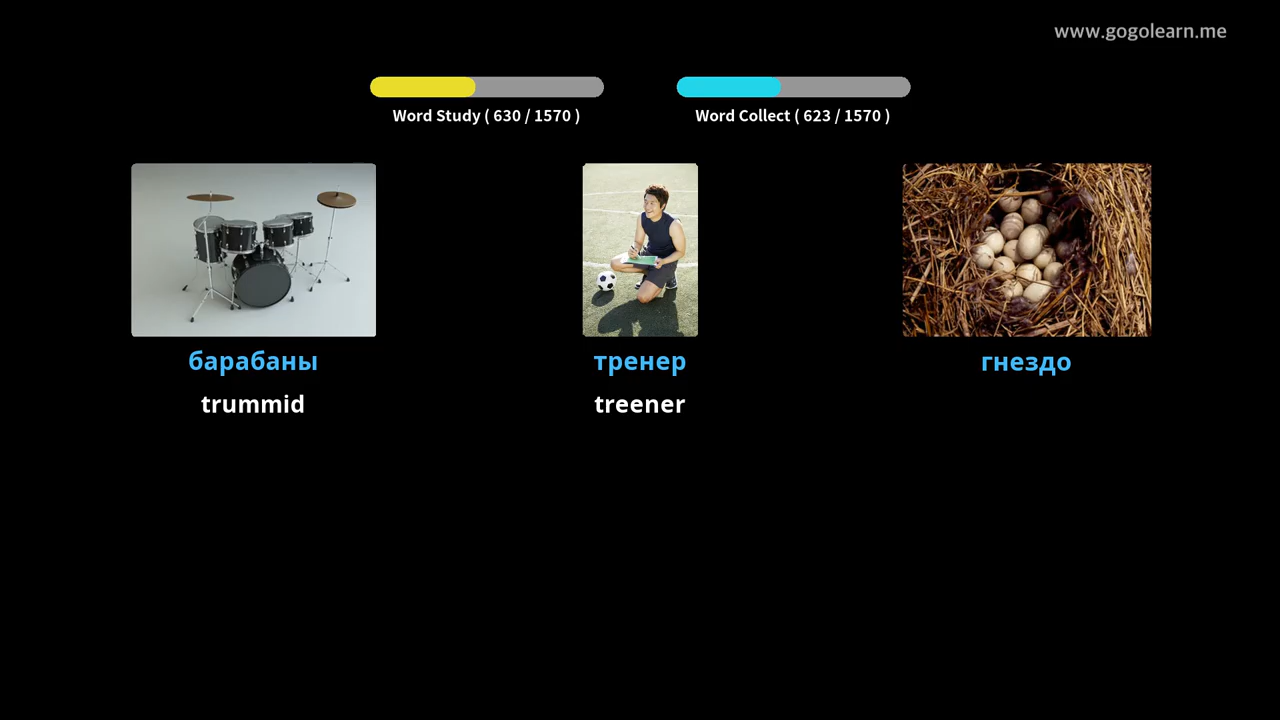 www.gogolearn.me
Word Study ( 630 / 1570 )
Word Collect ( 623 / 1570 )
барабаны
тренер
гнездо
trummid
treener